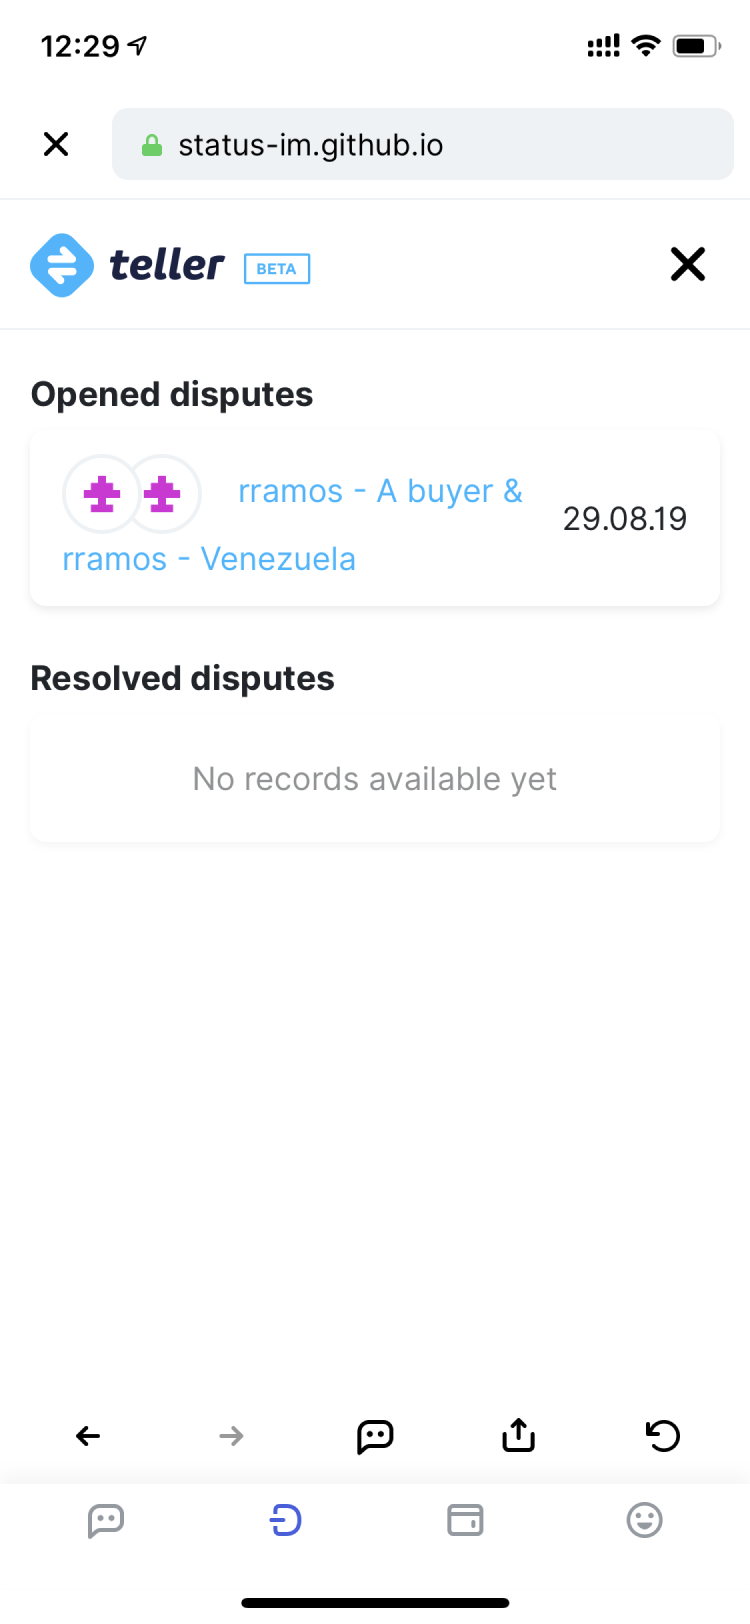 12:29
status-im.github.io
teller BETA
Opened disputes
rramos - A buyer &
29.08.19
rramos - Venezuela
Resolved disputes
No records available yet